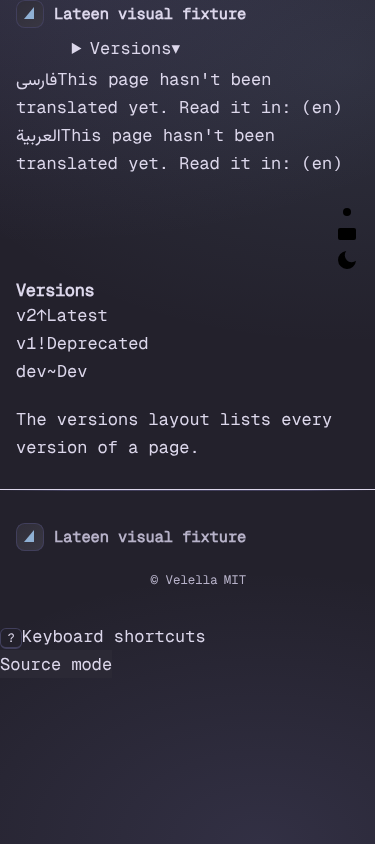 Lateen visual fixture
▶ Versions▾
فارسیThis page hasn't been
translated yet. Read it in: (en)
العربيةThis page hasn't been
translated yet. Read it in: (en)
Versions
v2↑Latest
v1!Deprecated
dev~Dev
The versions layout lists every
version of a page.
Lateen visual fixture
© Velella MIT
?Keyboard shortcuts
Source mode